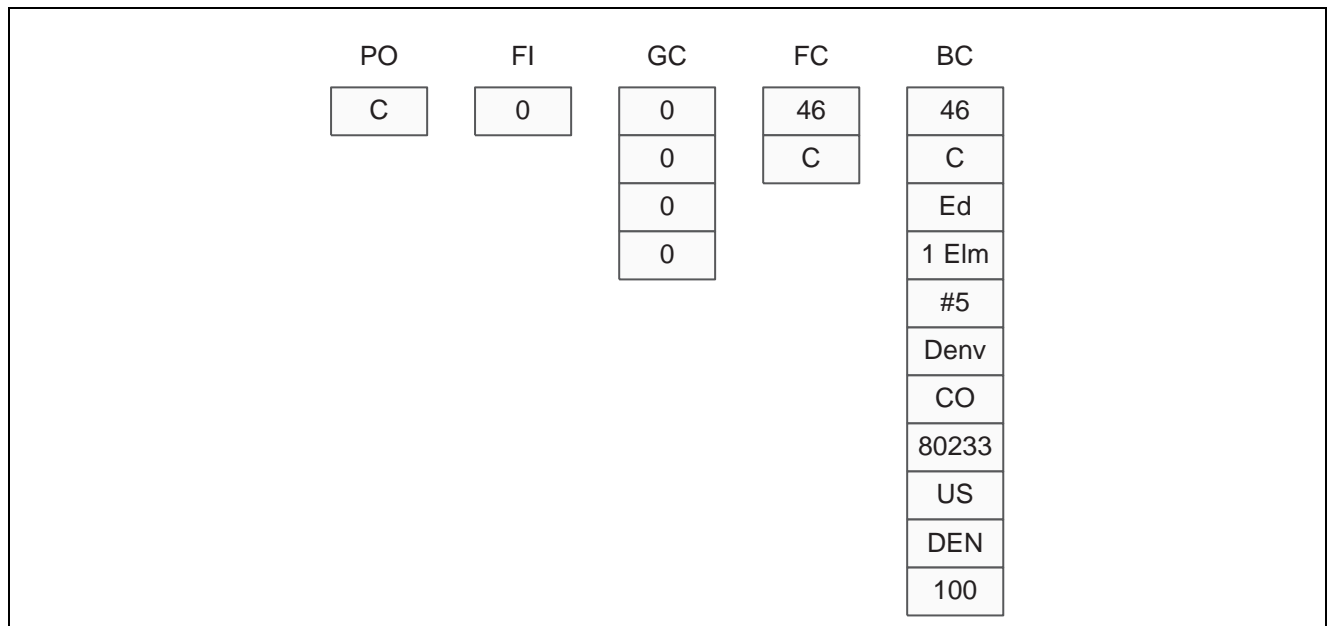 PO FI GC FC BC
C 0 0 46 46
0 C C
0 Ed
0 1 Elm
#5
Denv
CO
80233
US
DEN
100